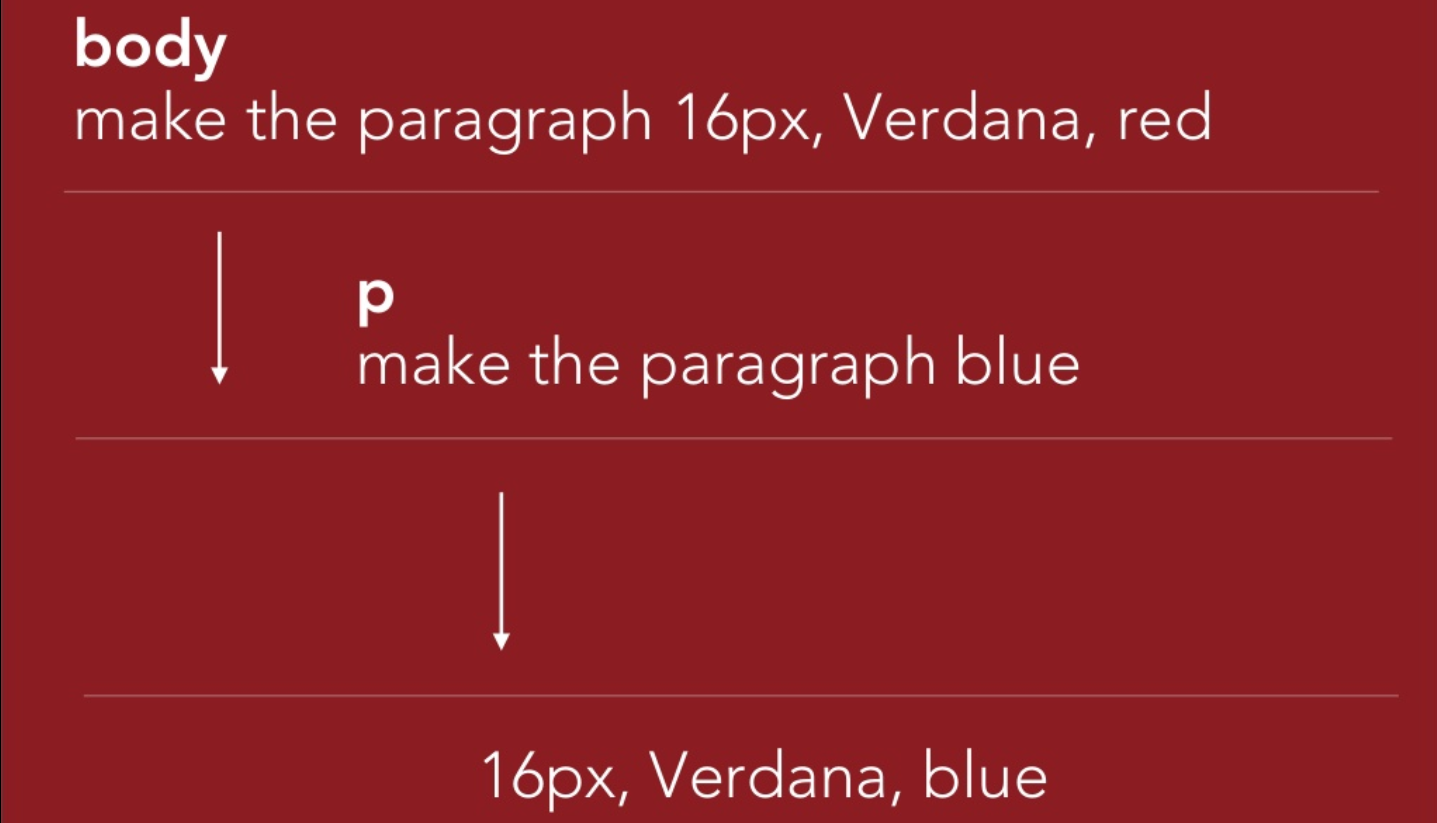 body
make the paragraph 16px, Verdana, red
p
make the paragraph blue
16px, Verdana, blue